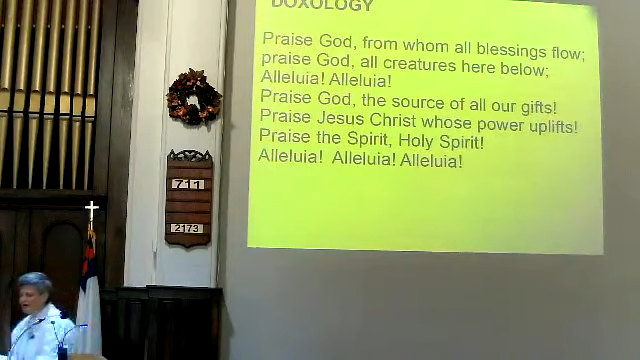 DOXOLOGY
Praise God, from whom all blessings flow;
praise God, all creatures here below;
Alleluia! Alleluia!
Praise God, the source of all our gifts!
Praise Jesus Christ whose power uplifts!
Praise the Spirit, Holy Spirit!
Alleluia!  Alleluia! Alleluia!
711
2173